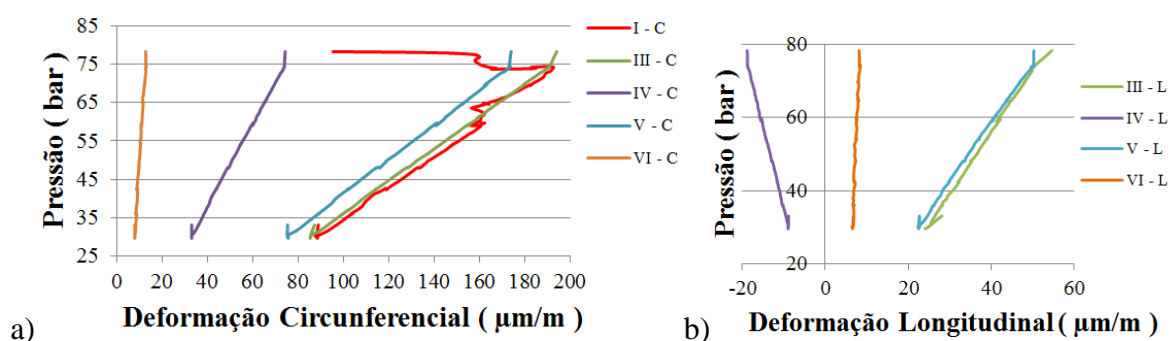 85
75
65
55
45
35
25
Pressão ( bar)
0 20 40 60 80 100 120 140 160 180 200
Deformação Circunferencial ( µm/m )
I - C
III - C
IV - C
V - C
VI - C
a)
80
60
40
20
Pressão ( bar)
-20 0 20 40 60
Deformação Longitudinal ( µm/m )
III - L
IV - L
V - L
VI - L
b)